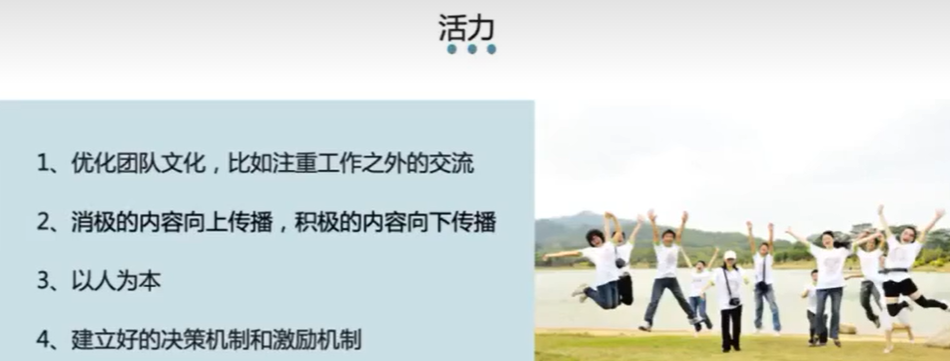 活力
1、优化团队文化，比如注重工作之外的交流
2、消极的内容向上传播，积极的内容向下传播
3、以人为本
4、建立好的决策机制和激励机制